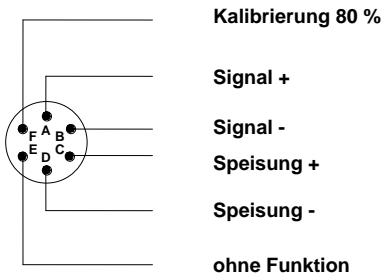 Kalibrierung 80 %
Signal +
Signal -
Speisung +
Speisung -
ohne Funktion
F A B
E D C